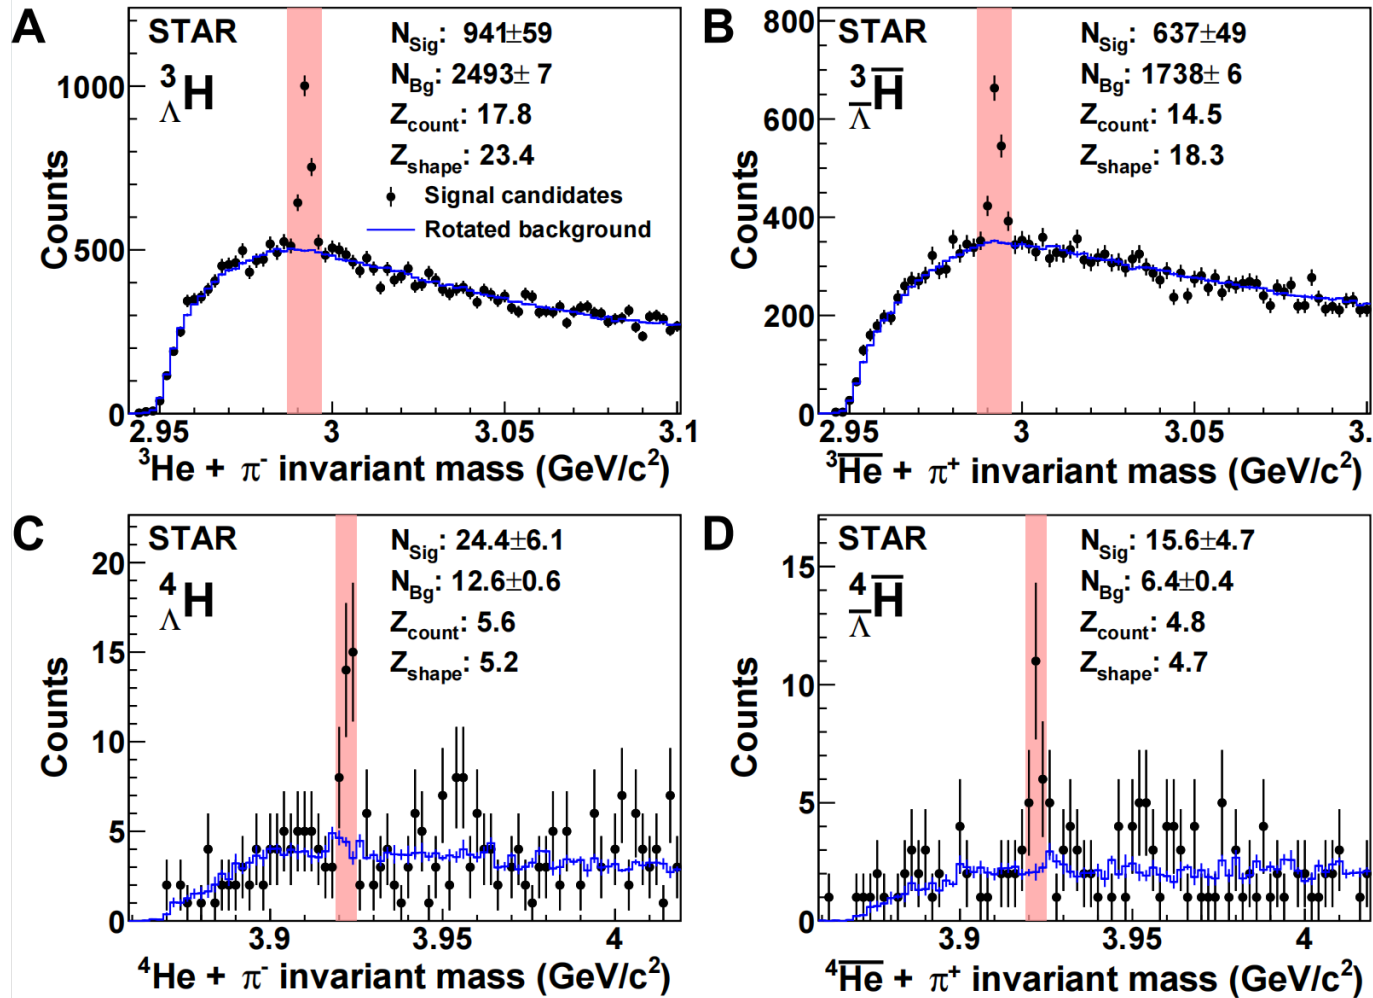 A
STAR
³ΛH
N_Sig: 941±59
N_Bg: 2493± 7
Z_count: 17.8
Z_shape: 23.4
Signal candidates
Rotated background
Counts
1000
500
0
2.95 3 3.05 3.1
³He + π⁻ invariant mass (GeV/c²)
B
STAR
³Λ̅H̅
N_Sig: 637±49
N_Bg: 1738± 6
Z_count: 14.5
Z_shape: 18.3
Counts
800
600
400
200
0
2.95 3 3.05 3.
³H̅e̅ + π⁺ invariant mass (GeV/c²)
C
STAR
⁴ΛH
N_Sig: 24.4±6.1
N_Bg: 12.6±0.6
Z_count: 5.6
Z_shape: 5.2
Counts
20
15
10
5
0
3.9 3.95 4
⁴He + π⁻ invariant mass (GeV/c²)
D
STAR
⁴Λ̅H̅
N_Sig: 15.6±4.7
N_Bg: 6.4±0.4
Z_count: 4.8
Z_shape: 4.7
Counts
15
10
5
0
3.9 3.95 4
⁴H̅e̅ + π⁺ invariant mass (GeV/c²)